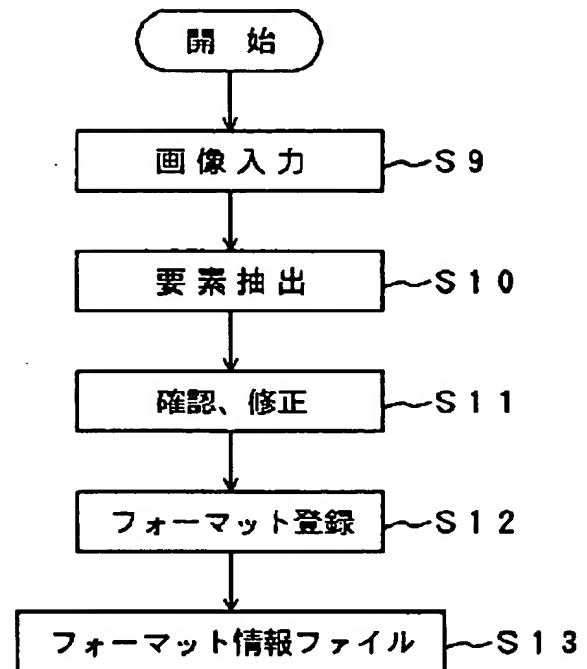 開 始
画像入力 S9
要素抽出 S10
確認、修正 S11
フォーマット登録 S12
フォーマット情報ファイル S13